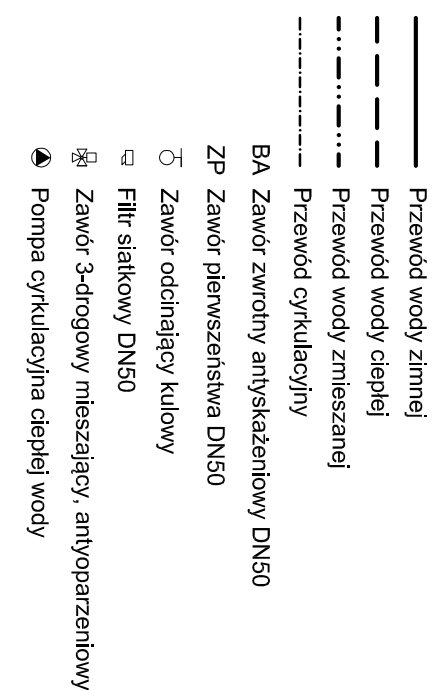 Przewód wody zimnej
Przewód wody ciepłej
Przewód wody zmieszanej
Przewód cyrkulacyjny
BA Zawór zwrotny antyskażeniowy DN50
ZP Zawór pierwszeństwa DN50
Zawór odcinający kulowy
Filtr siatkowy DN50
Zawór 3-drogowy mieszający, antyoparzeniowy
Pompa cyrkulacyjna ciepłej wody